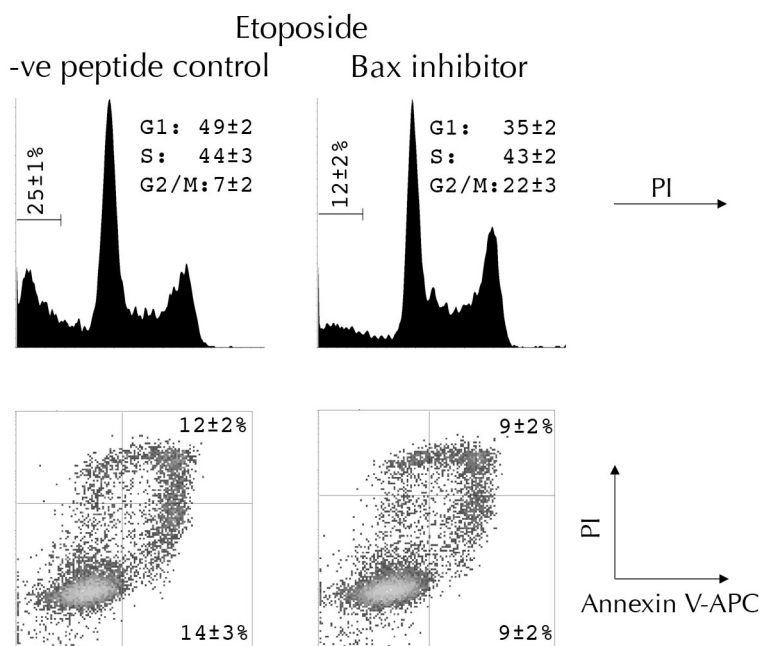 Etoposide
-ve peptide control Bax inhibitor
G1: 49±2
S: 44±3
G2/M:7±2
25±1%
G1: 35±2
S: 43±2
G2/M:22±3
12±2%
PI
12±2%
14±3%
9±2%
9±2%
PI
Annexin V-APC